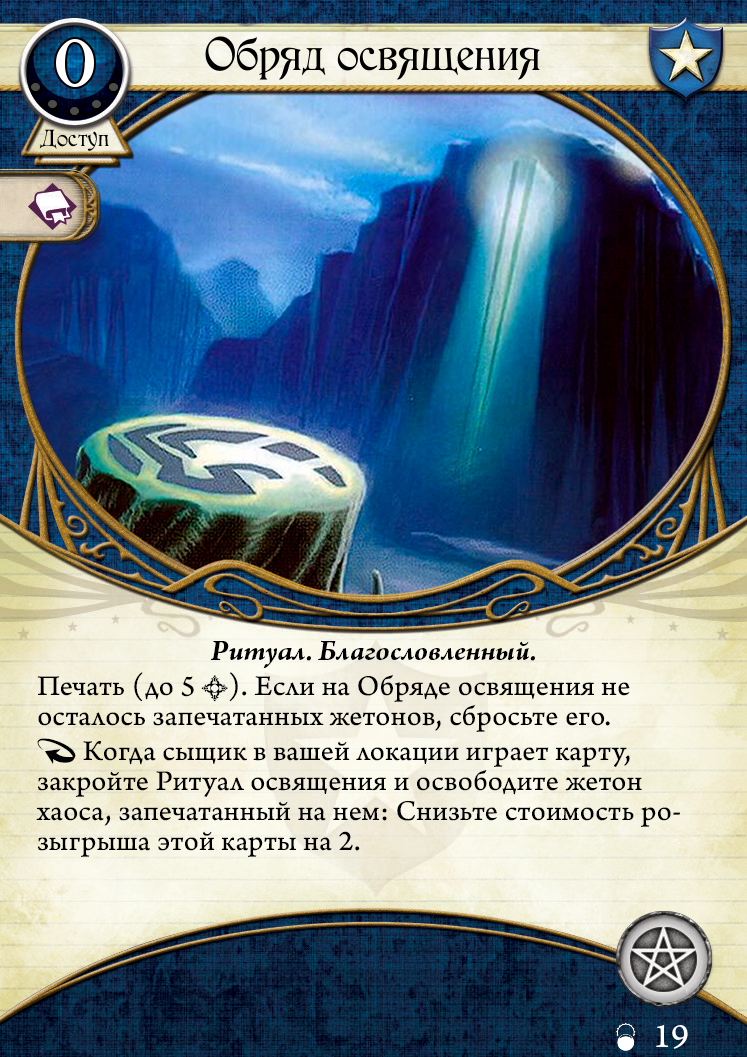 0
Обряд освящения
Доступ
Ритуал. Благословленный.
Печать (до 5 ). Если на Обряде освящения не
осталось запечатанных жетонов, сбросьте его.
Когда сыщик в вашей локации играет карту,
закройте Ритуал освящения и освободите жетон
хаоса, запечатанный на нем: Снизьте стоимость ро-
зыгрыша этой карты на 2.
19